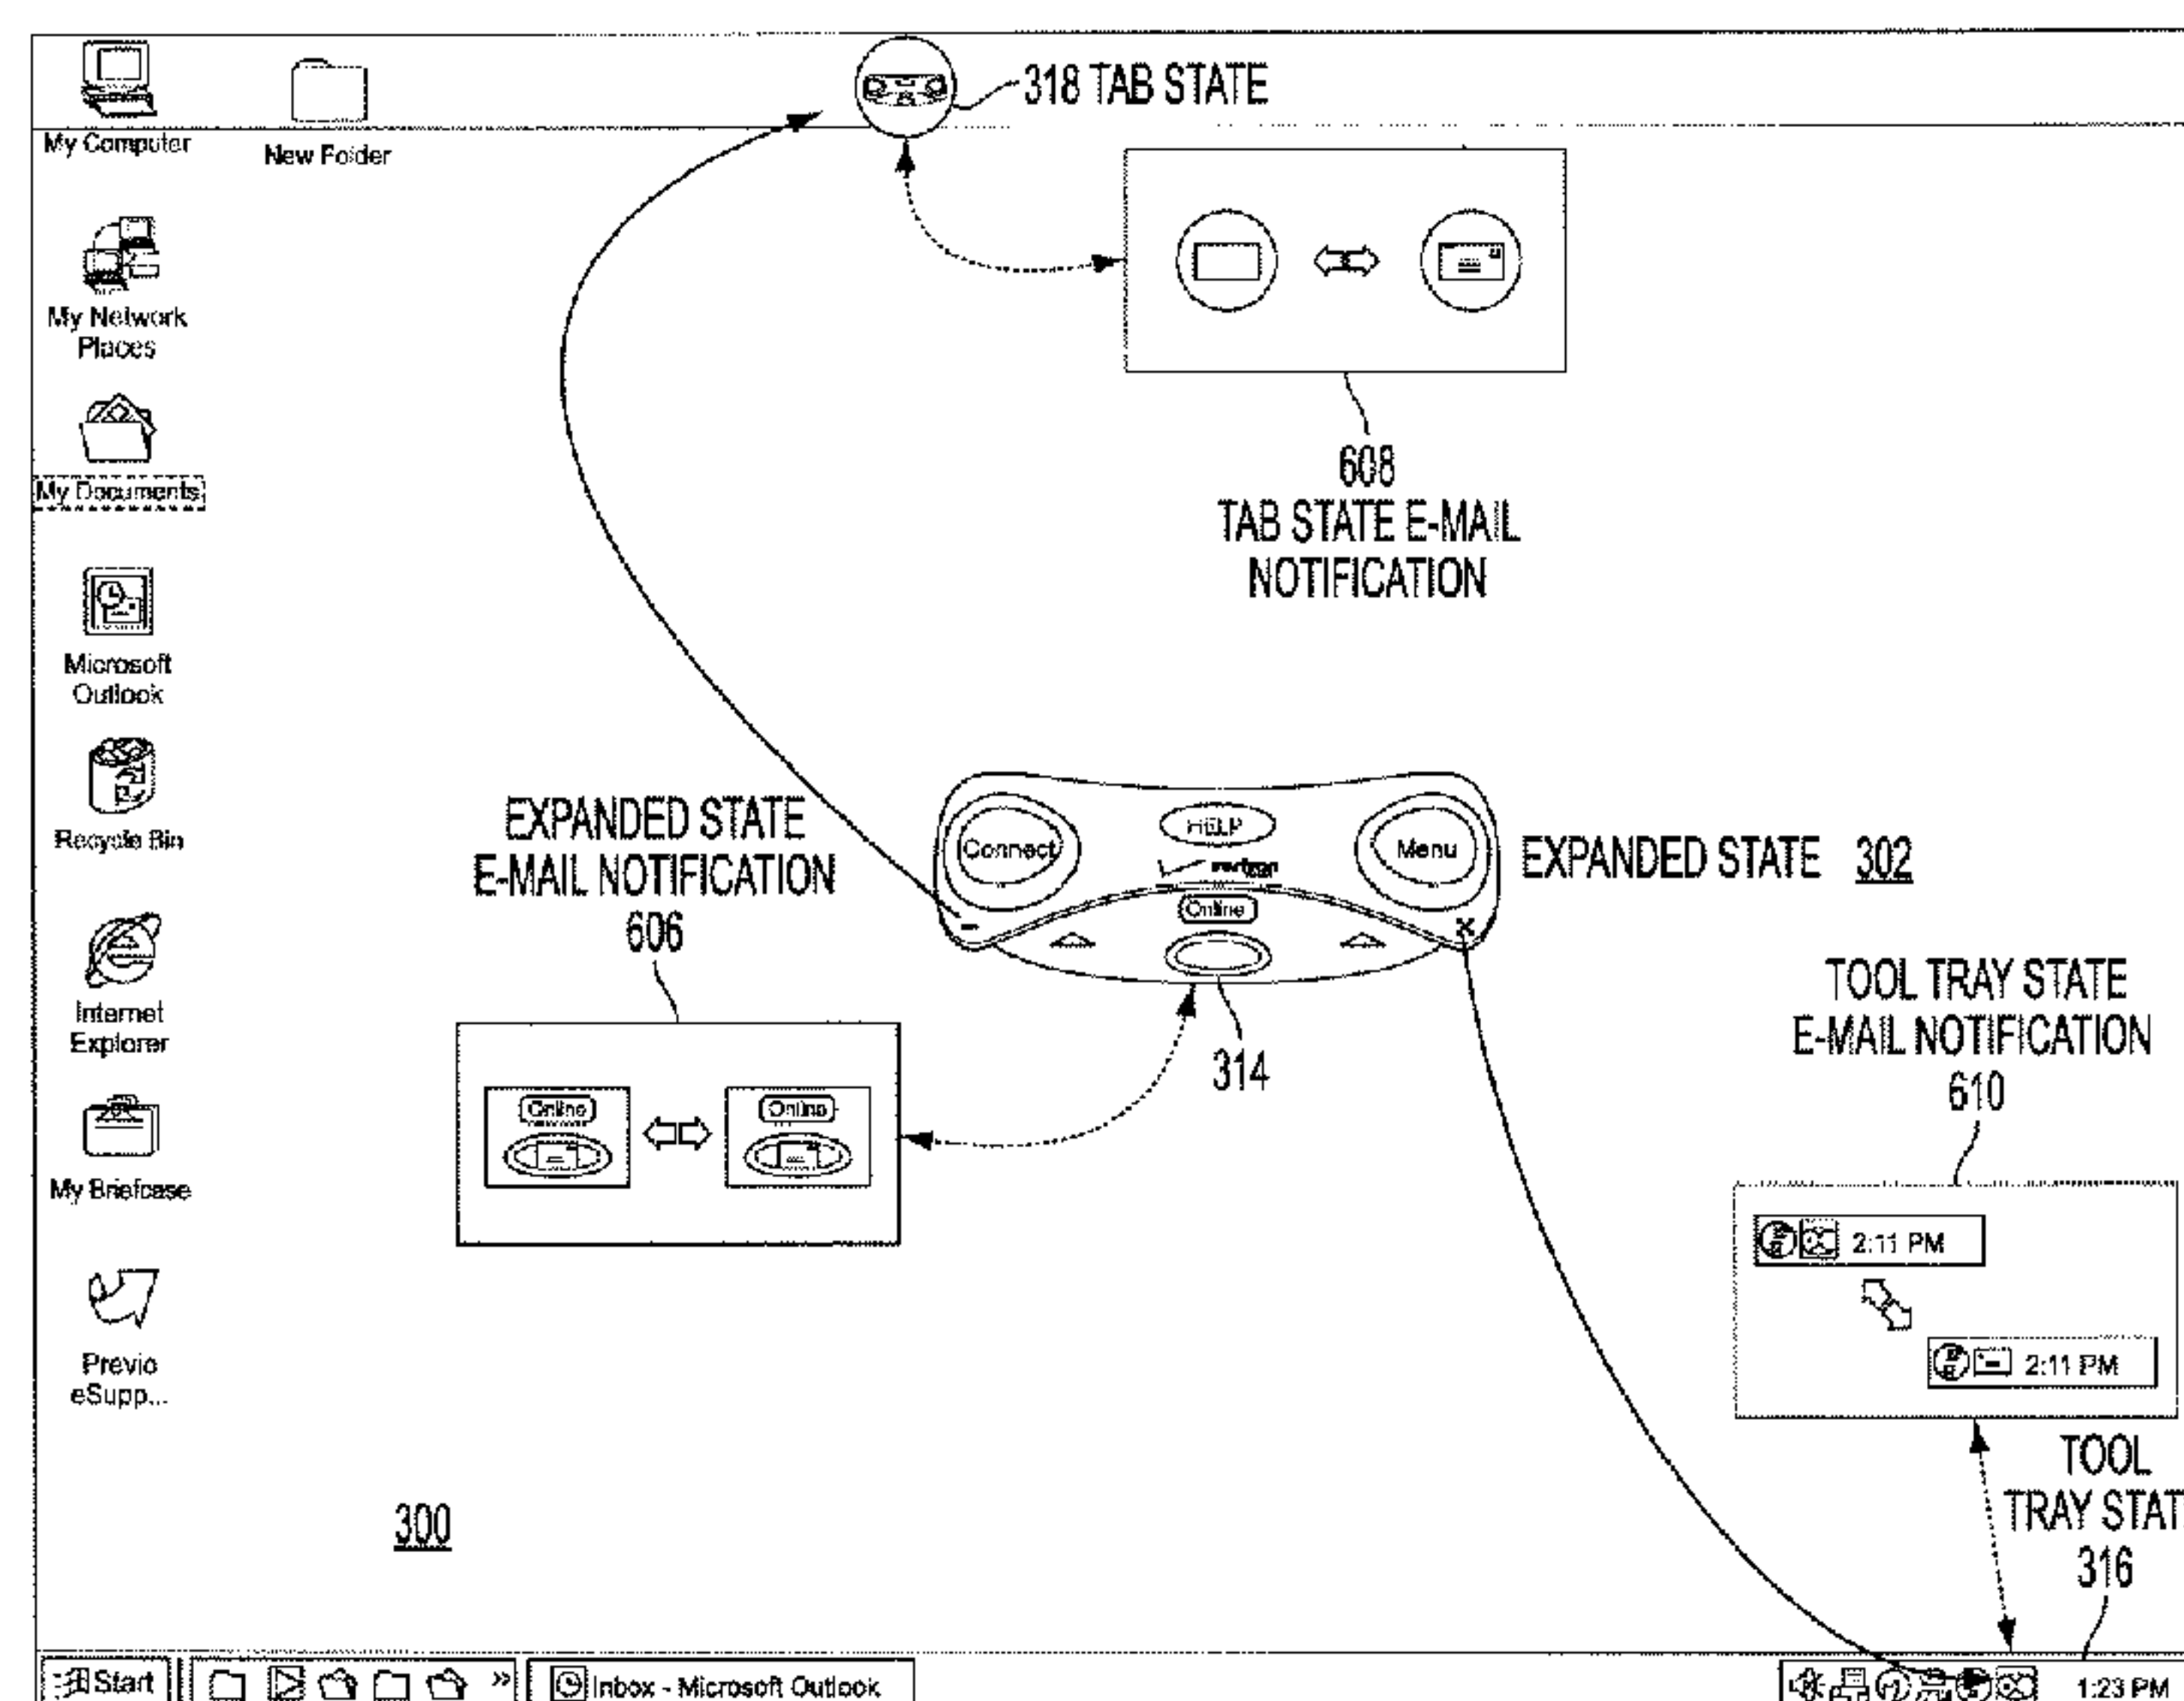 318 TAB STATE
My Computer
New Folder
My Network
Places
608
TAB STATE E-MAIL
NOTIFICATION
My Documents
Microsoft
Outlook
Recycle Bin
EXPANDED STATE
E-MAIL NOTIFICATION
606
Connect
HELP
verizon
Menu
Online
EXPANDED STATE 302
314
Internet
Explorer
Online
Online
TOOL TRAY STATE
E-MAIL NOTIFICATION
610
My Briefcase
2:11 PM
2:11 PM
Previo
eSupp...
TOOL
TRAY STAT
316
300
Start
»
Inbox - Microsoft Outlook
1:23 PM